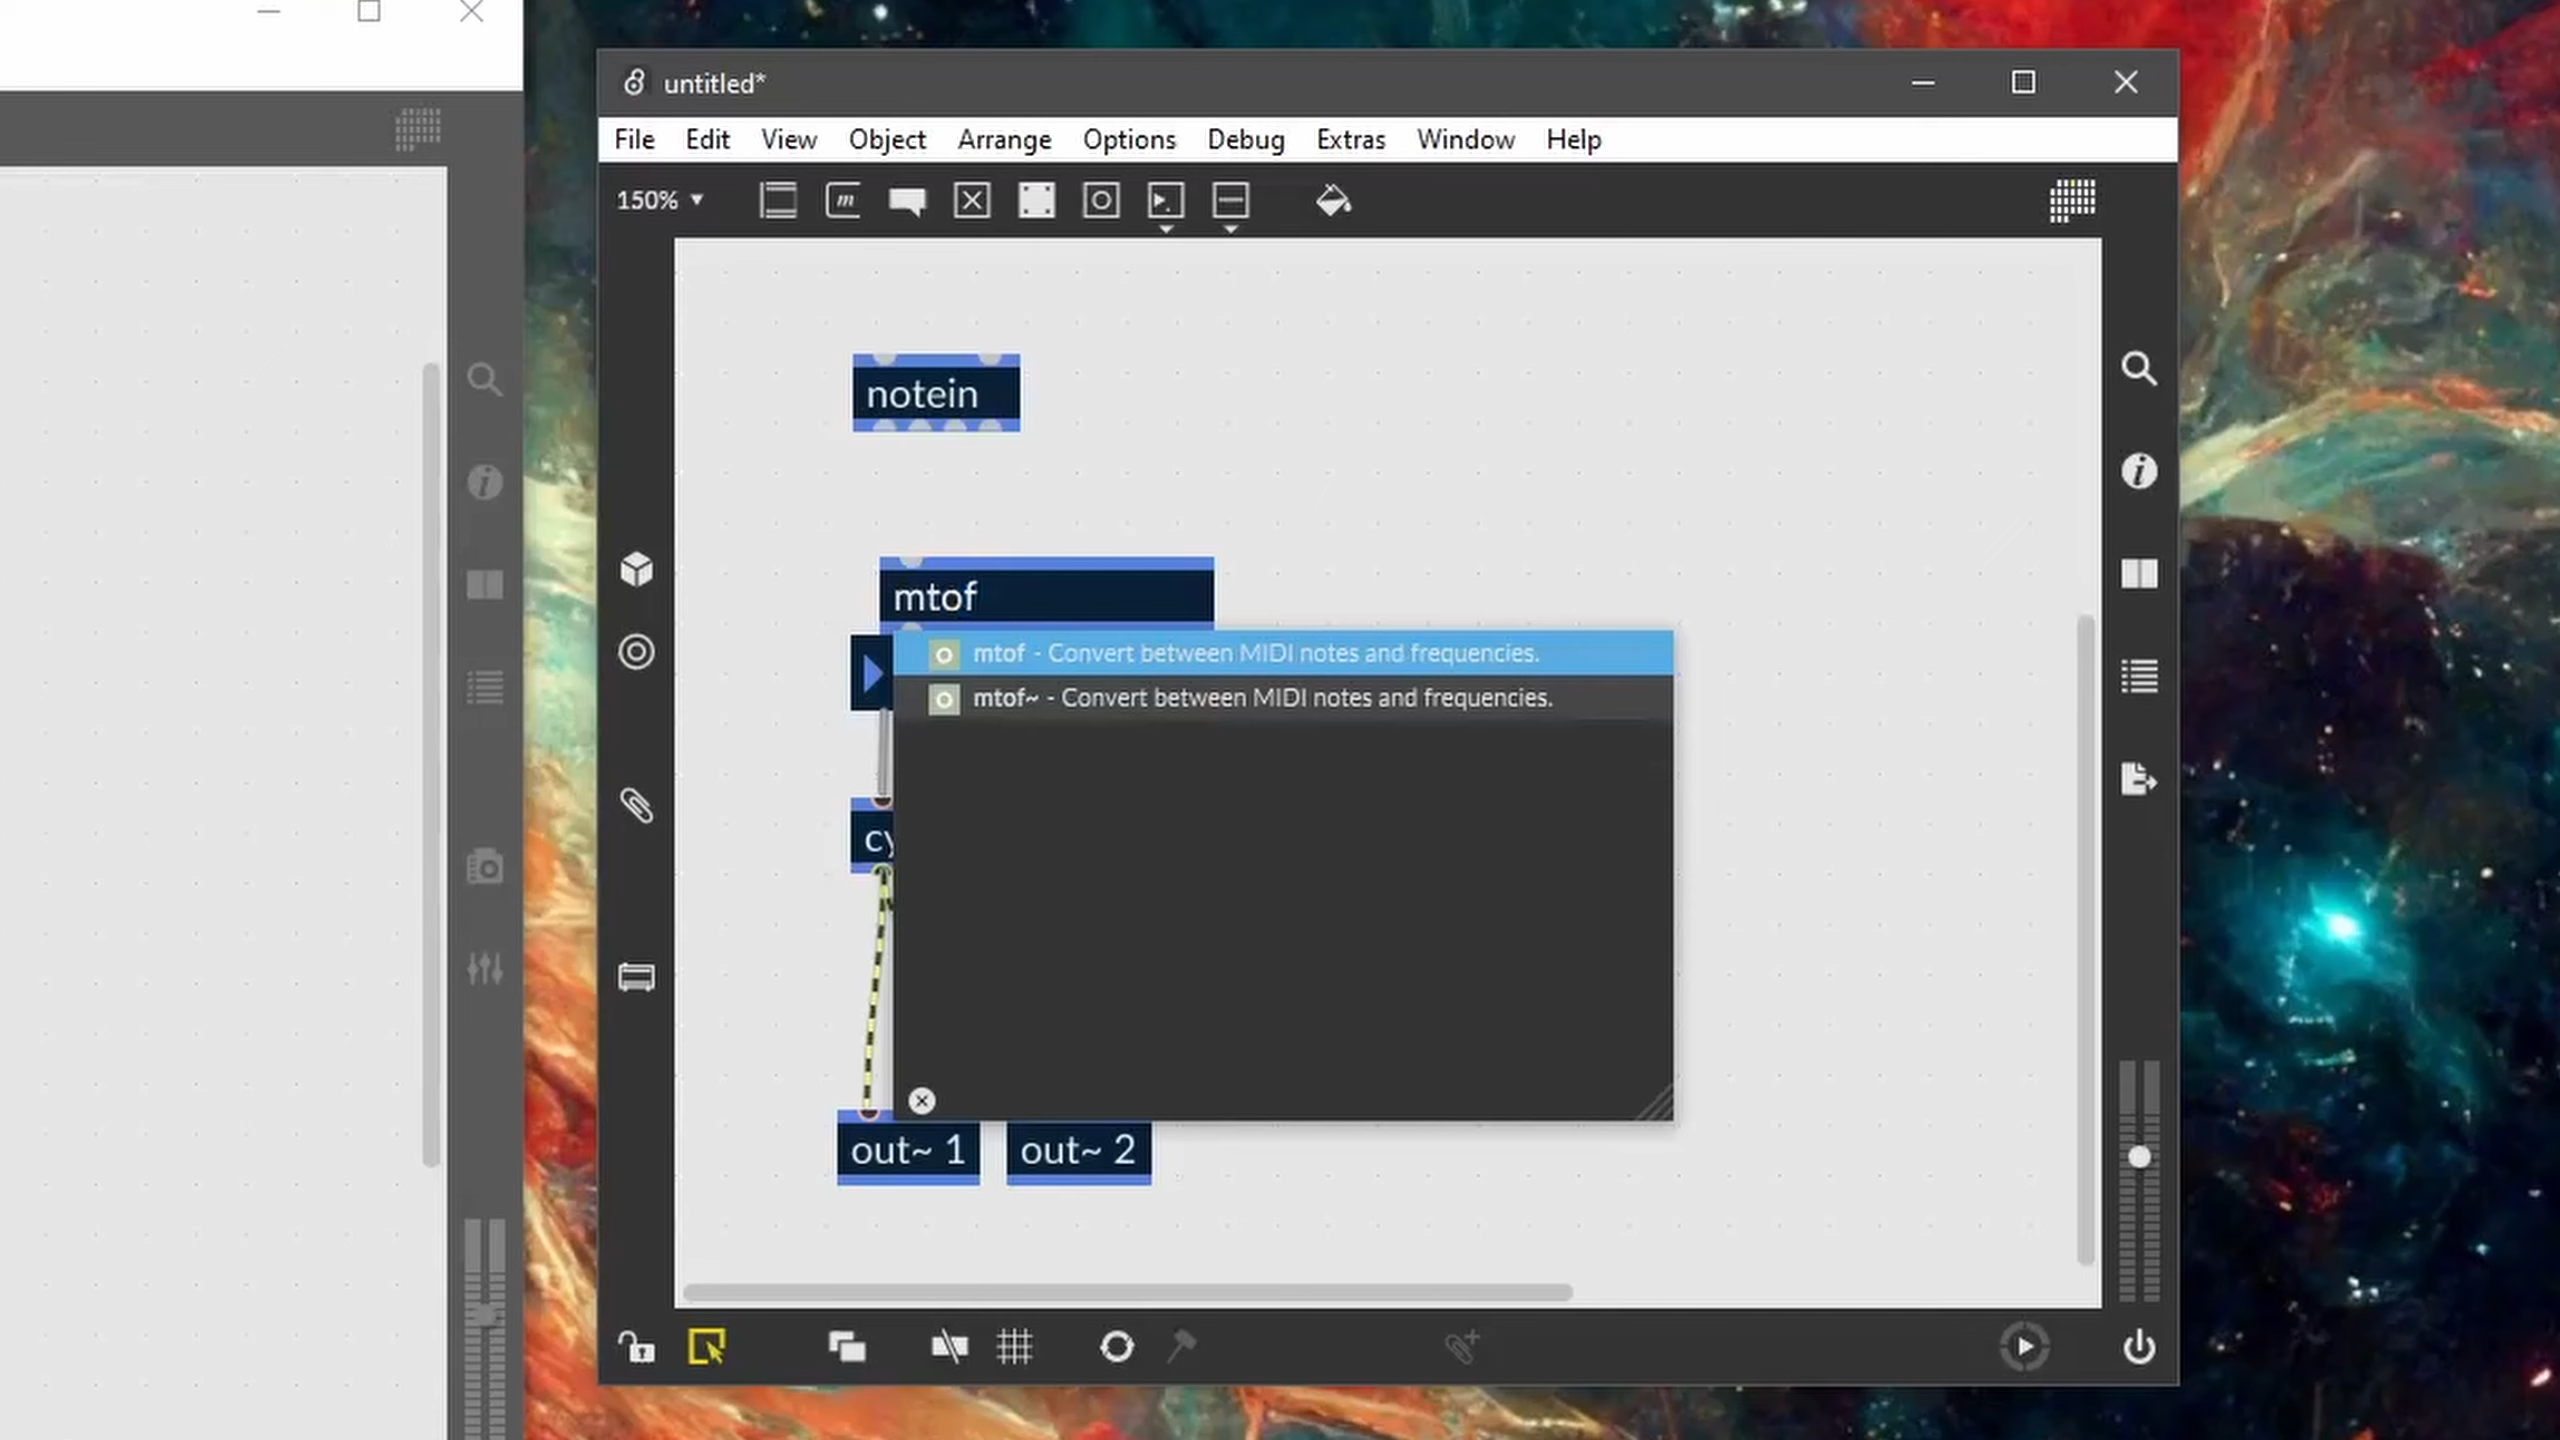 untitled*
File Edit View Object Arrange Options Debug Extras Window Help
150%
notein
mtof
mtof - Convert between MIDI notes and frequencies.
mtof~ - Convert between MIDI notes and frequencies.
cy
out~ 1
out~ 2